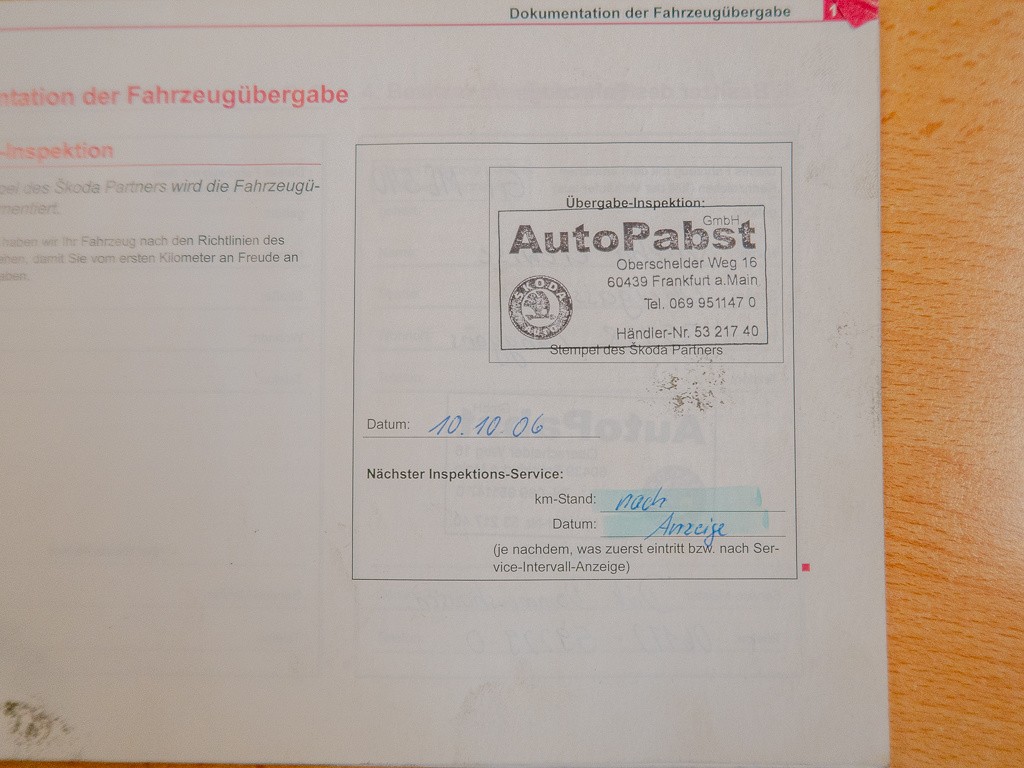 Dokumentation der Fahrzeugübergabe
1
ntation der Fahrzeugübergabe
-Inspektion
pel des Škoda Partners wird die Fahrzeugü-
mentiert.
haben wir Ihr Fahrzeug nach den Richtlinien des
ehen, damit Sie vom ersten Kilometer an Freude an
aben.
Übergabe-Inspektion:
GmbH
AutoPabst
Oberschelder Weg 16
60439 Frankfurt a.Main
Tel. 069 951147 0
SKODA
Händler-Nr. 53 217 40
Stempel des Škoda Partners
Datum: 10.10.06
Nächster Inspektions-Service:
km-Stand: nach
Datum: Anzeige
(je nachdem, was zuerst eintritt bzw. nach Ser-
vice-Intervall-Anzeige)